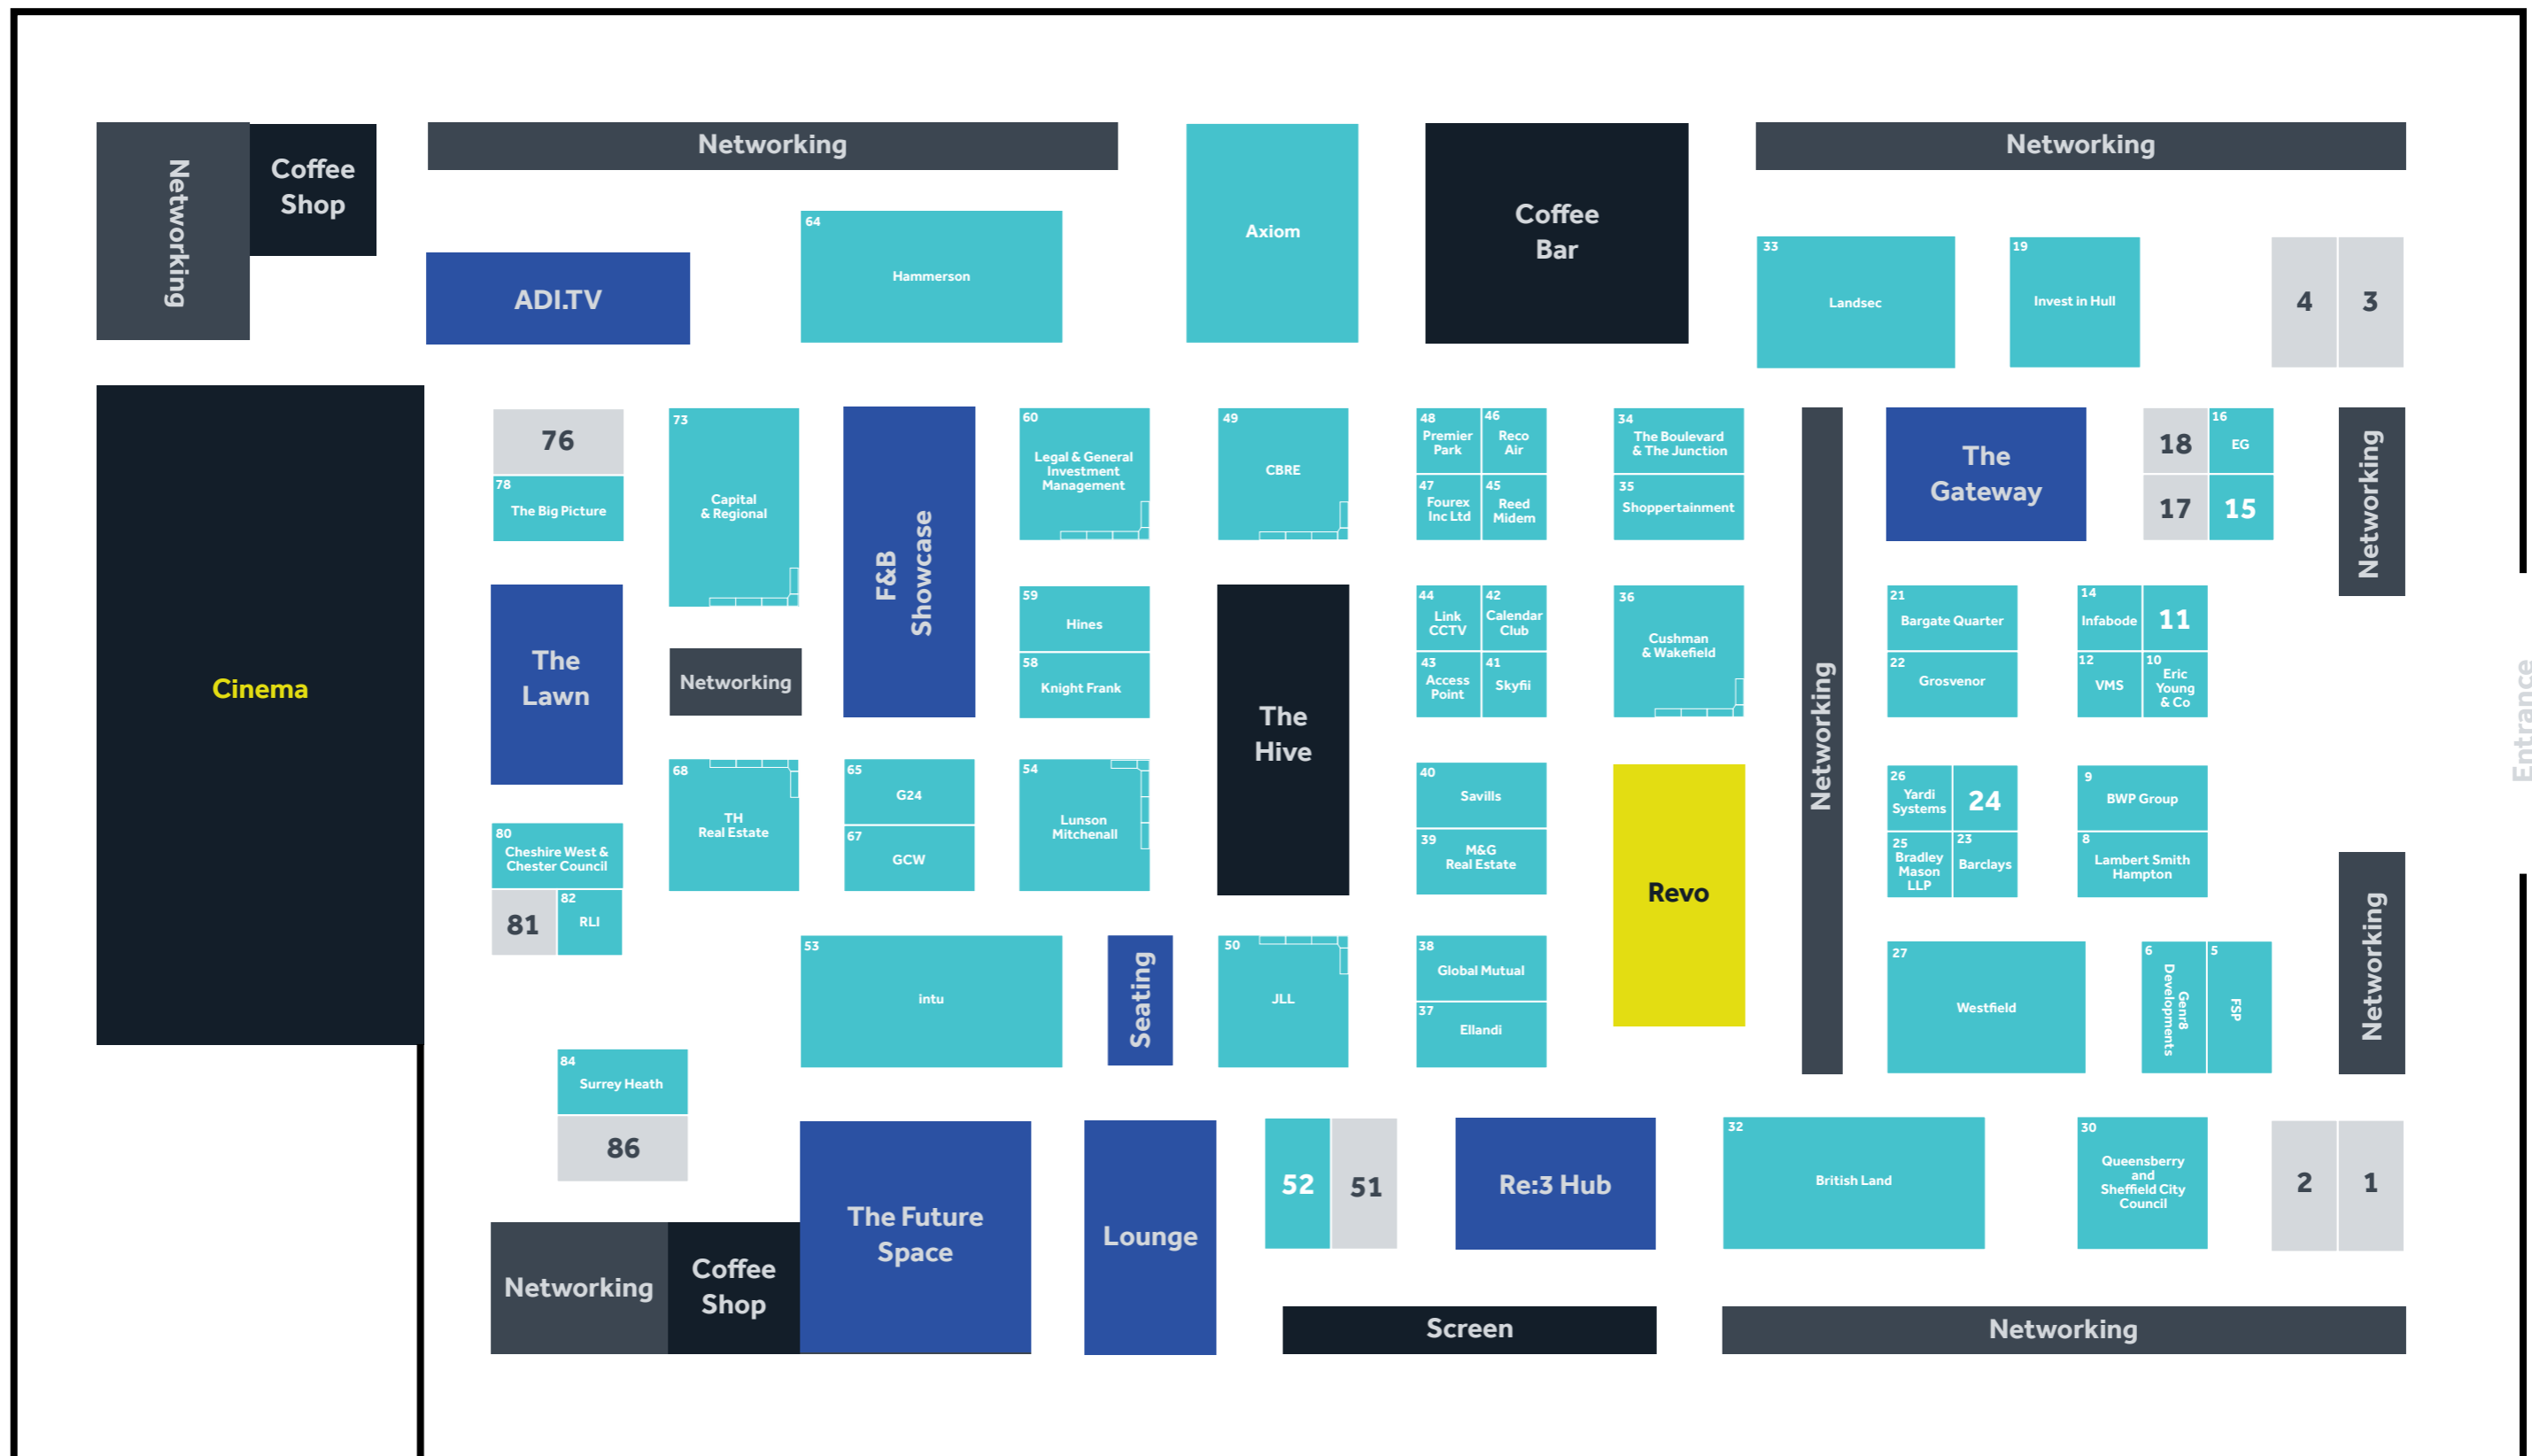 Networking
Coffee
Shop
Networking
Axiom
Coffee
Bar
Networking
ADI.TV
64
Hammerson
33
Landsec
19
Invest in Hull
4
3
Cinema
76
78
The Big Picture
73
Capital
& Regional
F&B
Showcase
60
Legal & General
Investment
Management
49
CBRE
48
Premier
Park
46
Reco
Air
47
Fourex
Inc Ltd
45
Reed
Midem
34
The Boulevard
& The Junction
35
Shoppertainment
Networking
The
Gateway
18
16
EG
17
15
Networking
The
Lawn
Networking
59
Hines
58
Knight Frank
The
Hive
44
Link
CCTV
42
Calendar
Club
43
Access
Point
41
Skyfii
36
Cushman
& Wakefield
21
Bargate Quarter
22
Grosvenor
14
Infabode
11
12
VMS
10
Eric
Young
& Co
Entrance
68
TH
Real Estate
65
G24
67
GCW
54
Lunson
Mitchenall
40
Savills
39
M&G
Real Estate
Revo
26
Yardi
Systems
24
25
Bradley
Mason
LLP
23
Barclays
9
BWP Group
8
Lambert Smith
Hampton
80
Cheshire West &
Chester Council
81
82
RLI
53
intu
Seating
50
JLL
38
Global Mutual
37
Ellandi
27
Westfield
6
Genr8
Developments
5
FSP
Networking
84
Surrey Heath
86
The Future
Space
Lounge
52
51
Re:3 Hub
32
British Land
30
Queensberry
and
Sheffield City
Council
2
1
Networking
Coffee
Shop
Screen
Networking